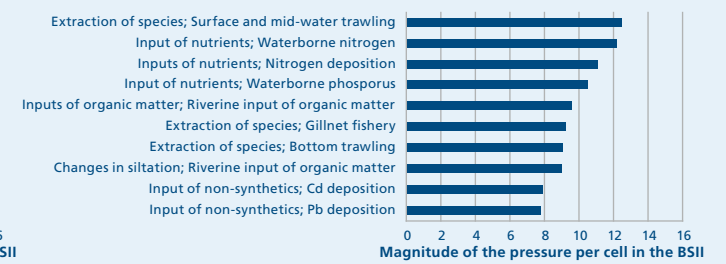 Extraction of species; Surface and mid-water trawling
Input of nutrients; Waterborne nitrogen
Inputs of nutrients; Nitrogen deposition
Input of nutrients; Waterborne phosporus
Inputs of organic matter; Riverine input of organic matter
Extraction of species; Gillnet fishery
Extraction of species; Bottom trawling
Changes in siltation; Riverine input of organic matter
Input of non-synthetics; Cd deposition
Input of non-synthetics; Pb deposition
0 2 4 6 8 10 12 14 16
SII Magnitude of the pressure per cell in the BSII